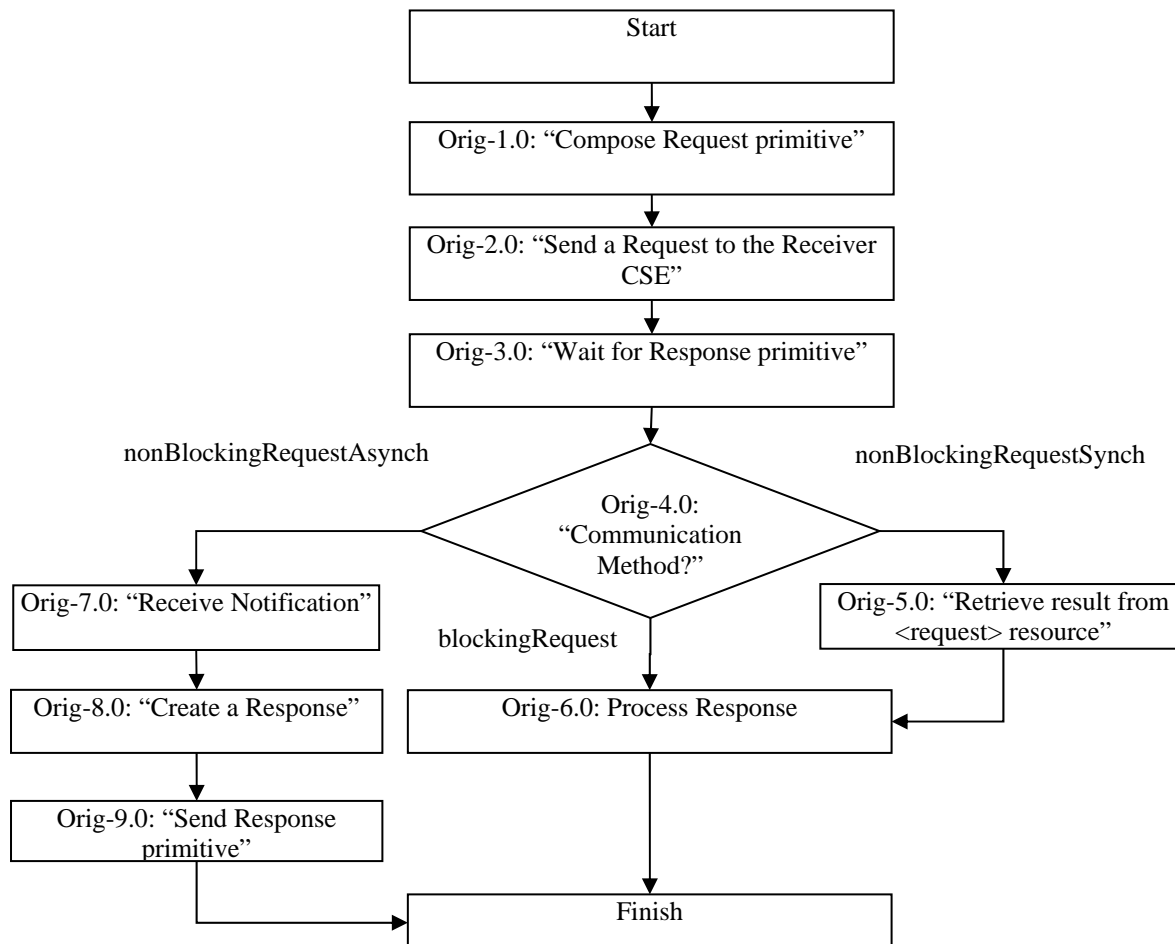 Start
Orig-1.0: “Compose Request primitive”
Orig-2.0: “Send a Request to the Receiver
CSE”
Orig-3.0: “Wait for Response primitive”
nonBlockingRequestAsynch
nonBlockingRequestSynch
Orig-4.0:
“Communication
Method?”
Orig-7.0: “Receive Notification”
Orig-5.0: “Retrieve result from
<request> resource”
blockingRequest
Orig-8.0: “Create a Response”
Orig-6.0: Process Response
Orig-9.0: “Send Response
primitive”
Finish